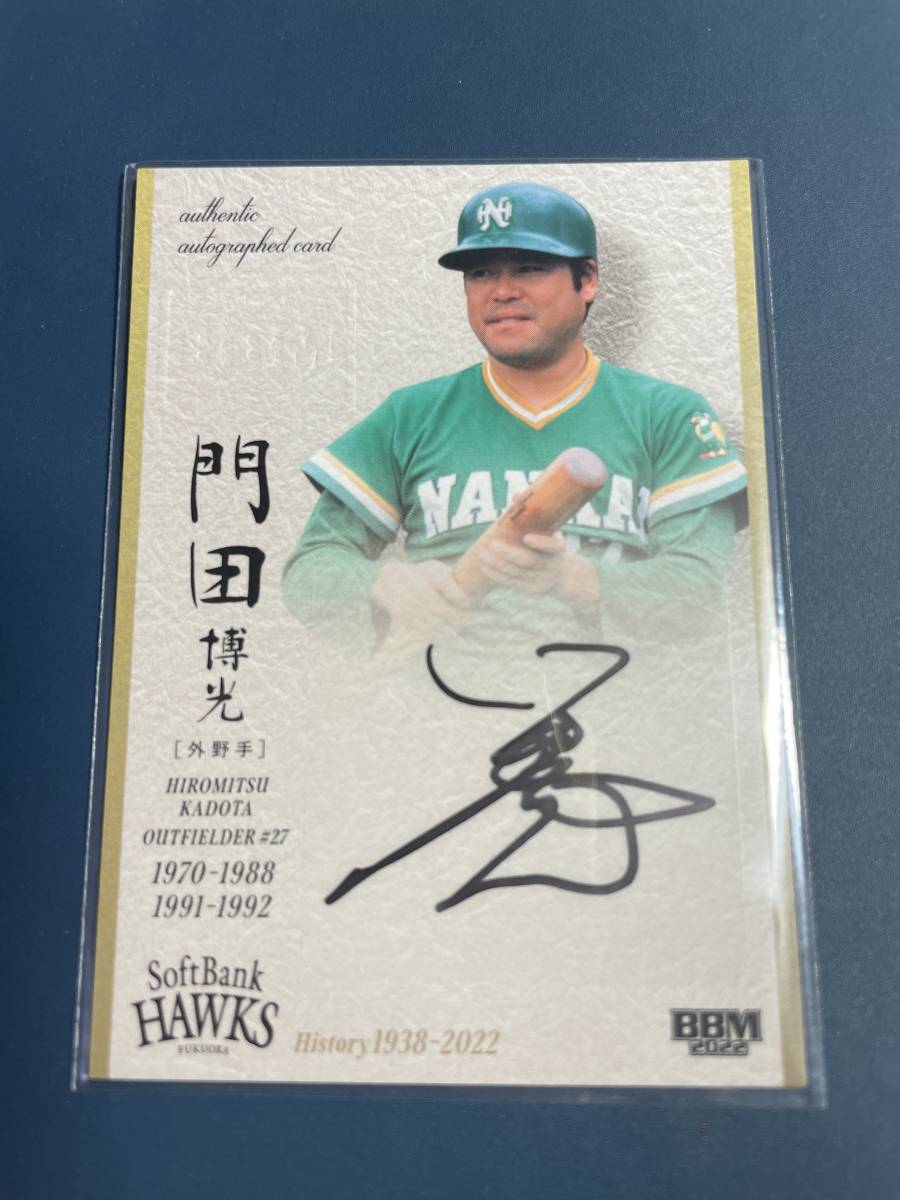 authentic
autographed card
NH
NANKAI
門田
博光
[外野手]
HIROMITSU
KADOTA
OUTFIELDER #27
1970-1988
1991-1992
SoftBank
HAWKS
FUKUOKA
History 1938-2022
BBM
2022